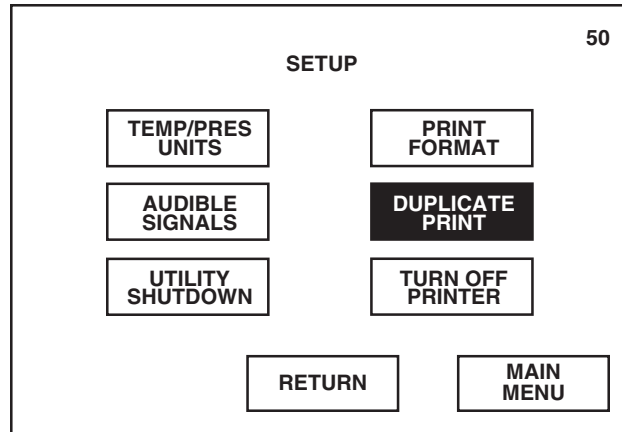 50
SETUP
TEMP/PRES
UNITS
PRINT
FORMAT
AUDIBLE
SIGNALS
DUPLICATE
PRINT
UTILITY
SHUTDOWN
TURN OFF
PRINTER
RETURN
MAIN
MENU